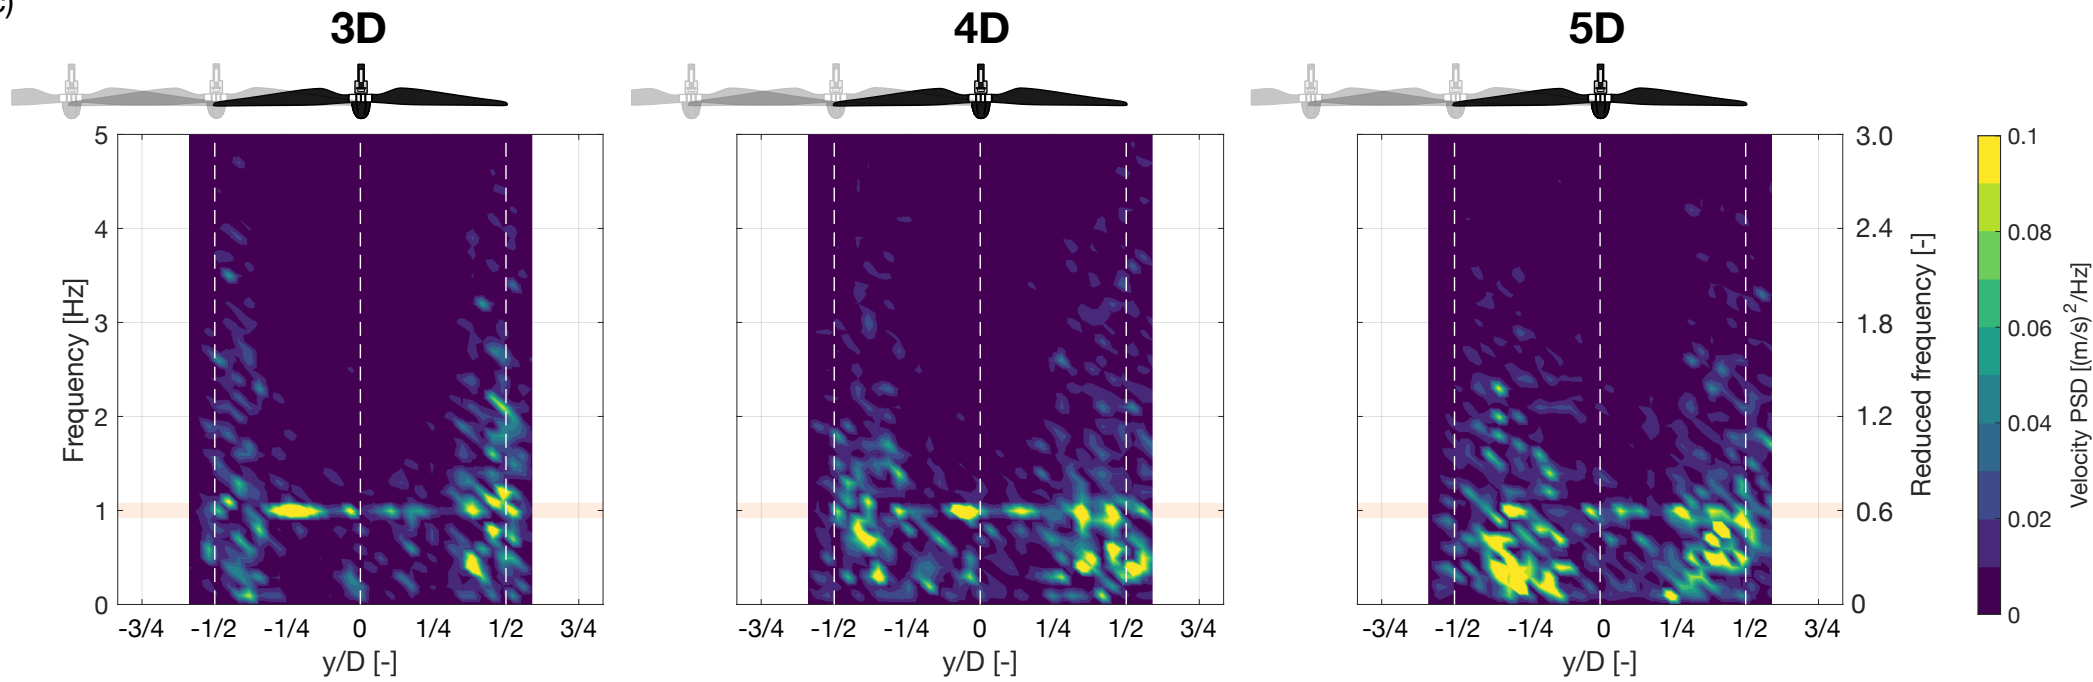 c)
3D 4D 5D
5 3.0 0.1
4 2.4 0.08
3 1.8 0.06
2 1.2 0.04
1 0.6 0.02
0 0 0
Frequency [Hz]
Reduced frequency [-]
Velocity PSD [(m/s)²/Hz]
-3/4 -1/2 -1/4 0 1/4 1/2 3/4 -3/4 -1/2 -1/4 0 1/4 1/2 3/4 -3/4 -1/2 -1/4 0 1/4 1/2 3/4
y/D [-] y/D [-] y/D [-]